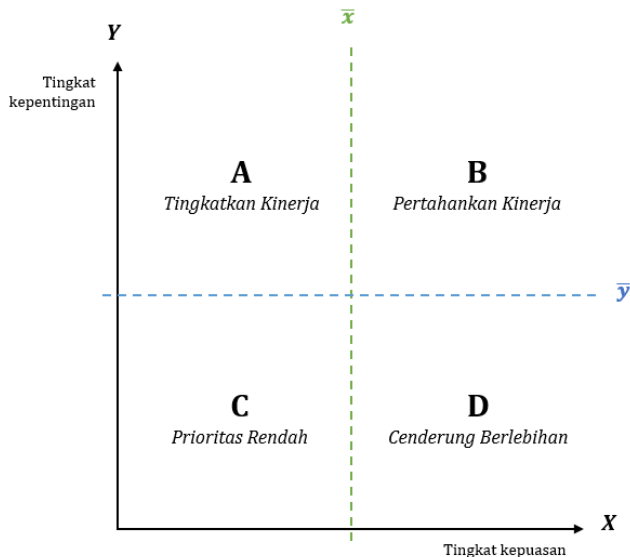 x̅
Y
Tingkat
kepentingan
A
Tingkatkan Kinerja
B
Pertahankan Kinerja
y̅
C
Prioritas Rendah
D
Cenderung Berlebihan
X
Tingkat kepuasan